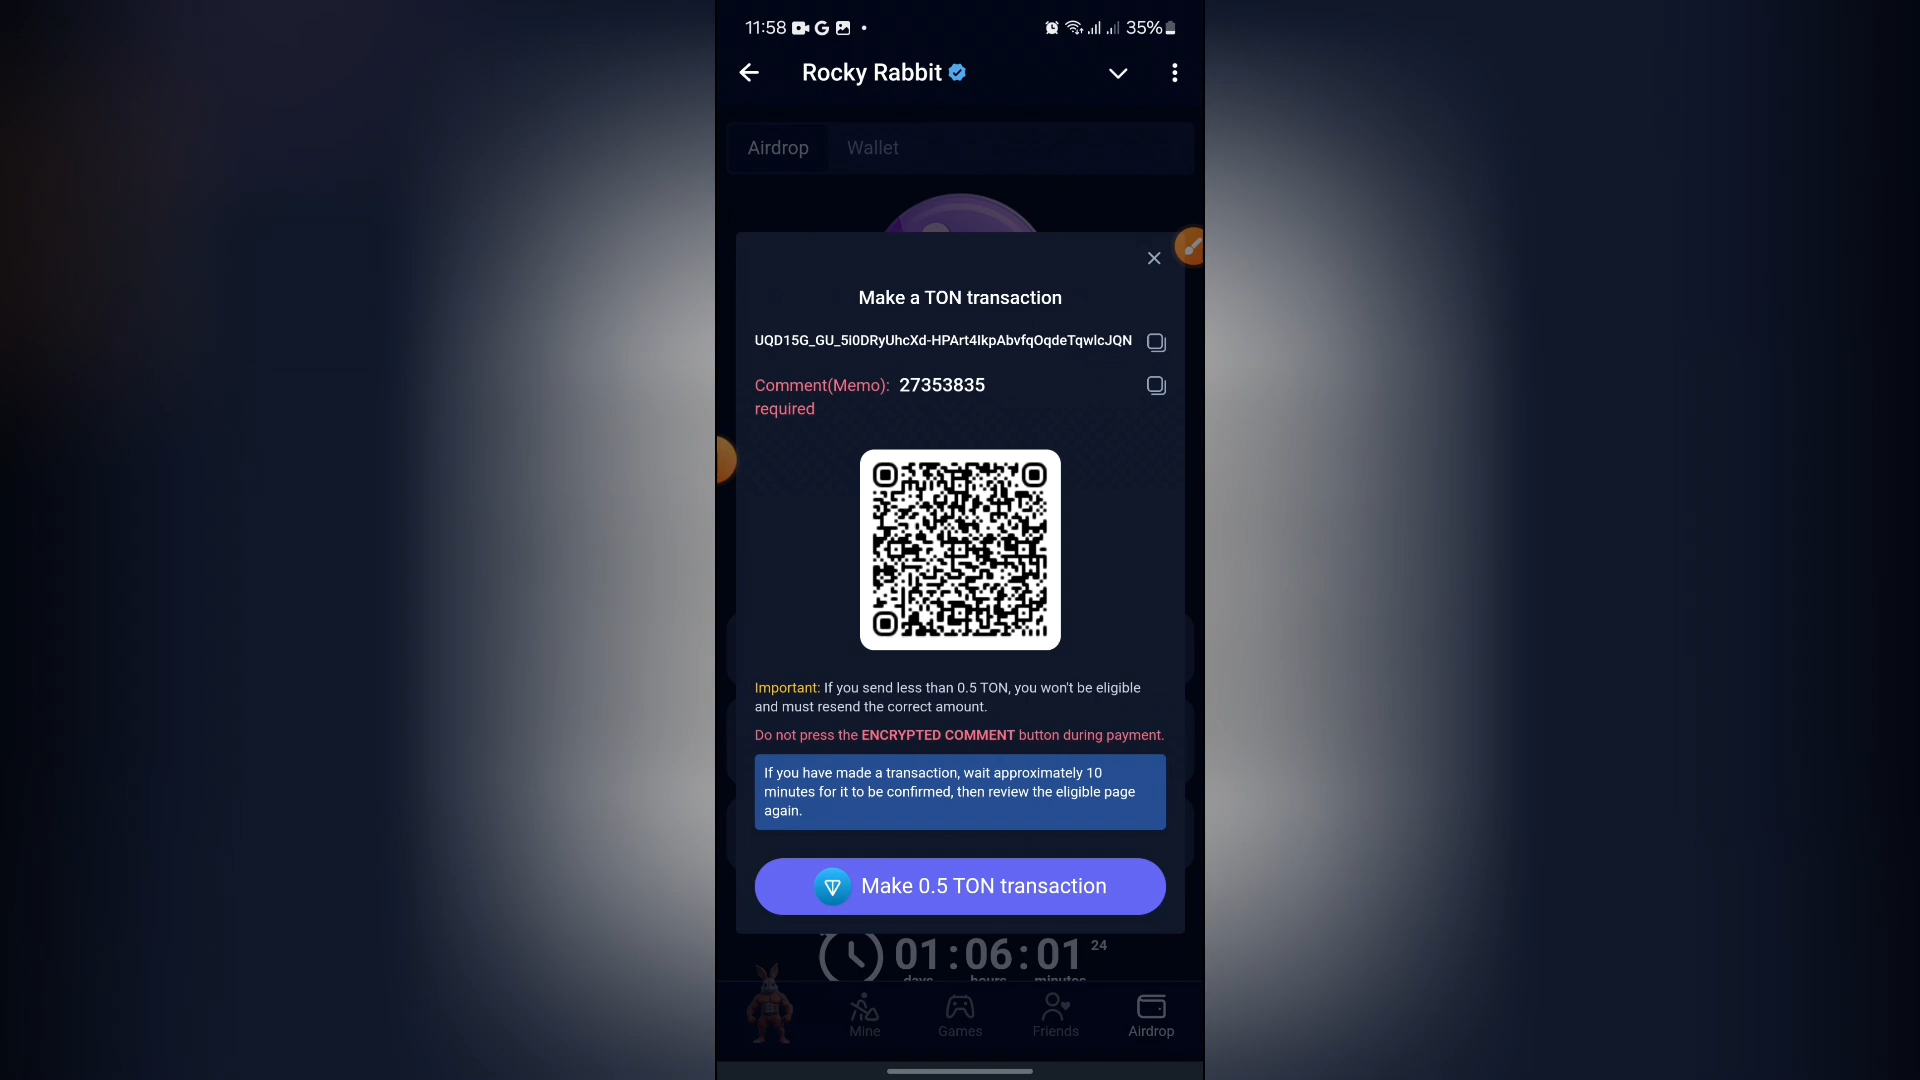 11:58
35%
Rocky Rabbit
Airdrop
Wallet
Make a TON transaction
UQD15G_GU_5i0DRyUhcXd-HPArt4IkpAbvfqOqdeTqwlcJQN
Comment(Memo): 27353835
required
Important: If you send less than 0.5 TON, you won't be eligible
and must resend the correct amount.
Do not press the ENCRYPTED COMMENT button during payment.
If you have made a transaction, wait approximately 10
minutes for it to be confirmed, then review the eligible page
again.
Make 0.5 TON transaction
01:06:01 24
days hours minutes
Mine
Games
Friends
Airdrop